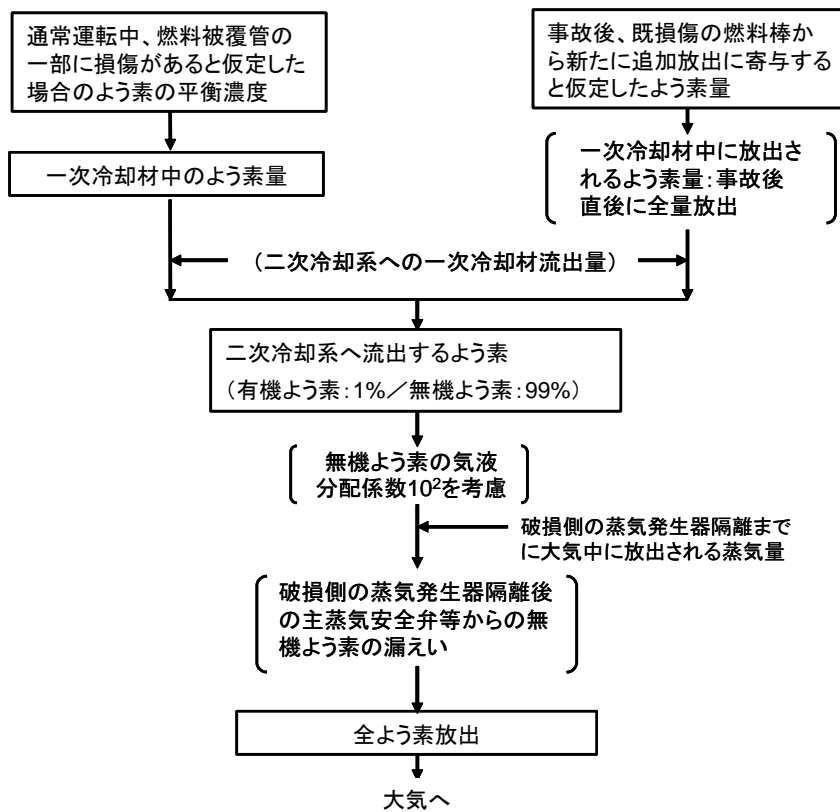 通常運転中、燃料被覆管の
一部に損傷があると仮定した
場合のよう素の平衡濃度
事故後、既損傷の燃料棒か
ら新たに追加放出に寄与する
と仮定したよう素量
一次冷却材中のよう素量
一次冷却材中に放出さ
れるよう素量：事故後
直後に全量放出
（二次冷却系への一次冷却材流出量）
二次冷却系へ流出するよう素
（有機よう素：1%／無機よう素：99%）
無機よう素の気液
分配係数10²を考慮
破損側の蒸気発生器隔離まで
に大気中に放出される蒸気量
破損側の蒸気発生器隔離後
の主蒸気安全弁等からの無
機よう素の漏えい
全よう素放出
大気へ